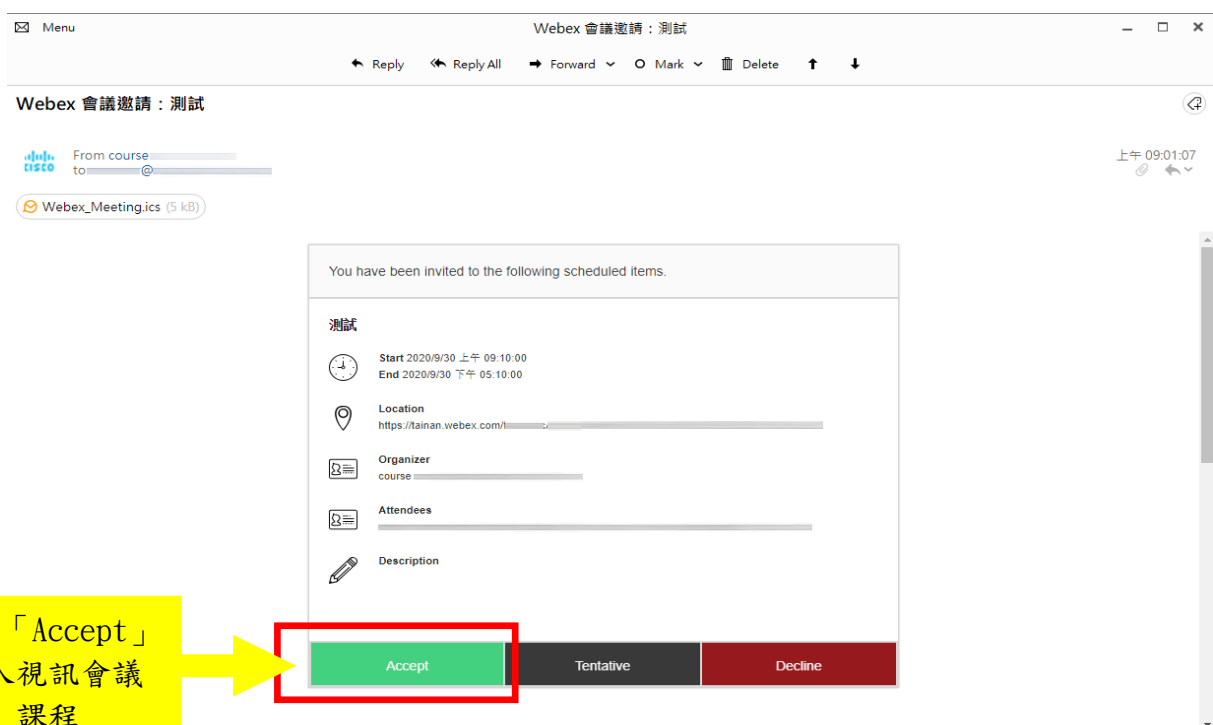 Menu
Webex 會議邀請：測試
Reply Reply All Forward Mark Delete
Webex 會議邀請：測試
CISCO
From course
to @
上午 09:01:07
Webex_Meeting.ics (5 kB)
You have been invited to the following scheduled items.
測試
Start 2020/9/30 上午 09:10:00
End 2020/9/30 下午 05:10:00
Location
https://tainan.webex.com/
Organizer
course
Attendees
Description
「Accept」
入視訊會議
課程
Accept Tentative Decline